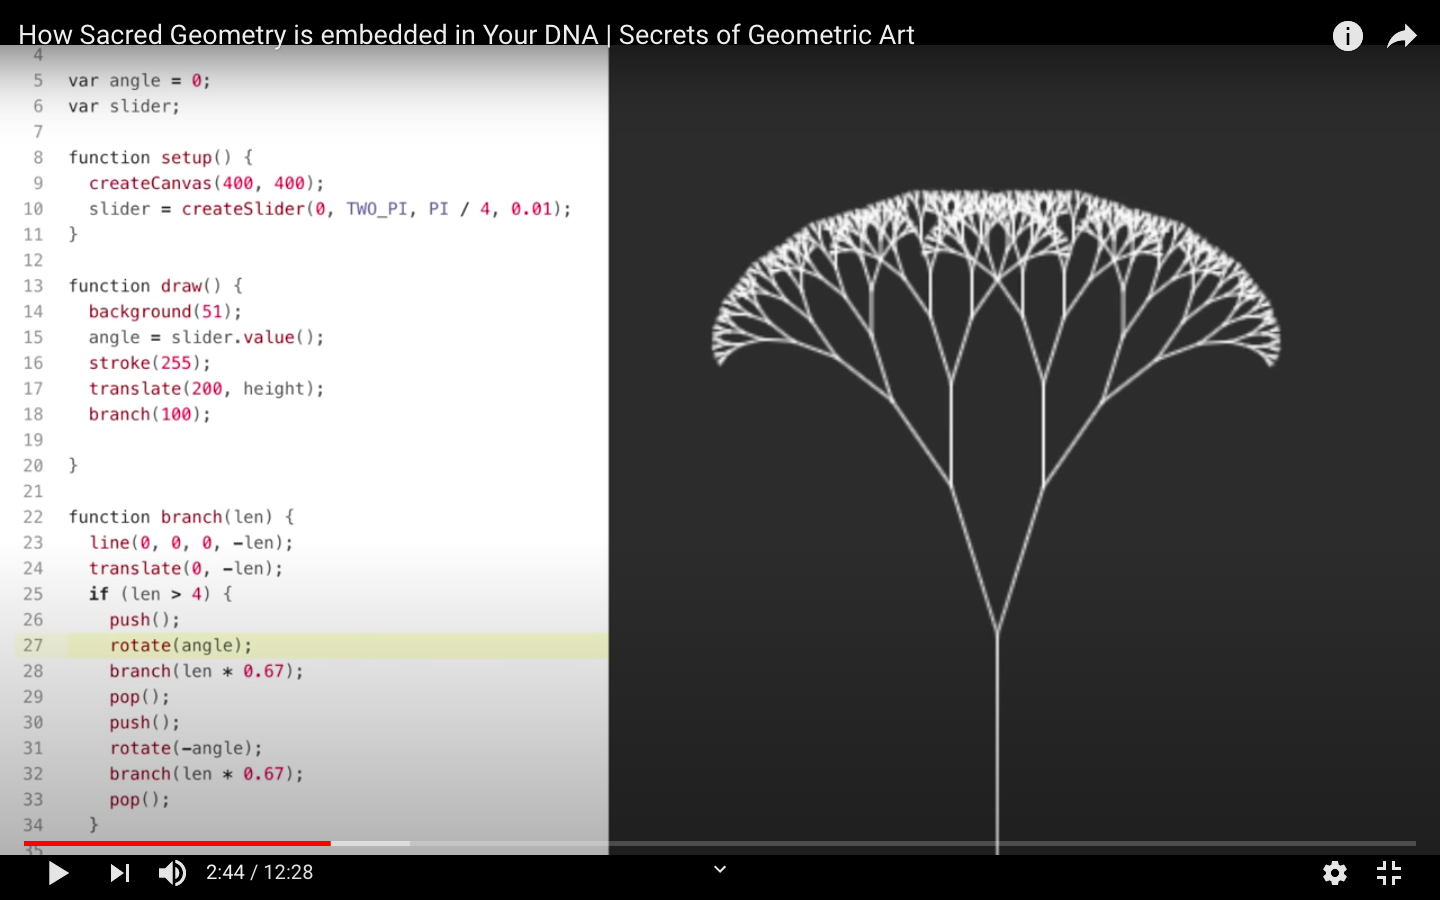 How Sacred Geometry is embedded in Your DNA | Secrets of Geometric Art
4
5 var angle = 0;
6 var slider;
7
8 function setup() {
9 createCanvas(400, 400);
10 slider = createSlider(0, TWO_PI, PI / 4, 0.01);
11 }
12
13 function draw() {
14 background(51);
15 angle = slider.value();
16 stroke(255);
17 translate(200, height);
18 branch(100);
19
20 }
21
22 function branch(len) {
23 line(0, 0, 0, -len);
24 translate(0, -len);
25 if (len > 4) {
26 push();
27 rotate(angle);
28 branch(len * 0.67);
29 pop();
30 push();
31 rotate(-angle);
32 branch(len * 0.67);
33 pop();
34 }
35
2:44 / 12:28